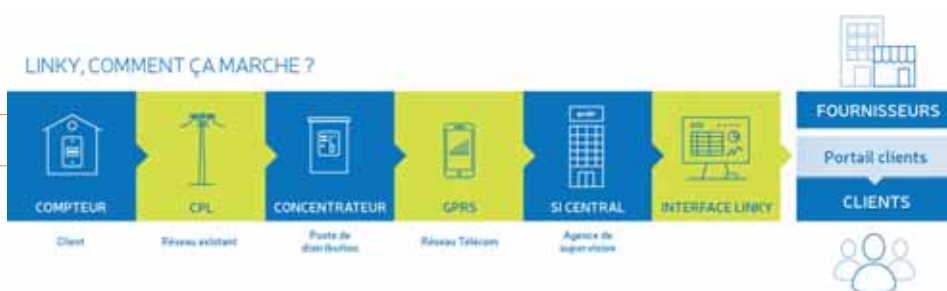 LINKY, COMMENT ÇA MARCHE ?
COMPTEUR
CPL
CONCENTRATEUR
GPRS
SI CENTRAL
INTERFACE LINKY
Client
Réseau existant
Poste de
distribution
Réseau Télécom
Agence de
supervision
FOURNISSEURS
Portail clients
CLIENTS